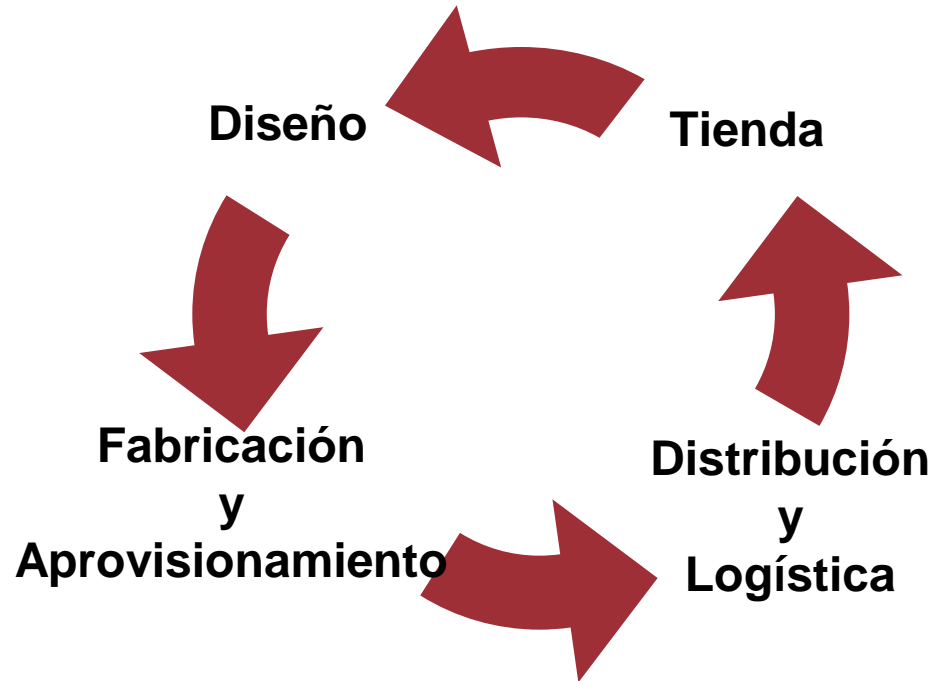 Diseño
Tienda
Fabricación
y
Aprovisionamiento
Distribución
y
Logística